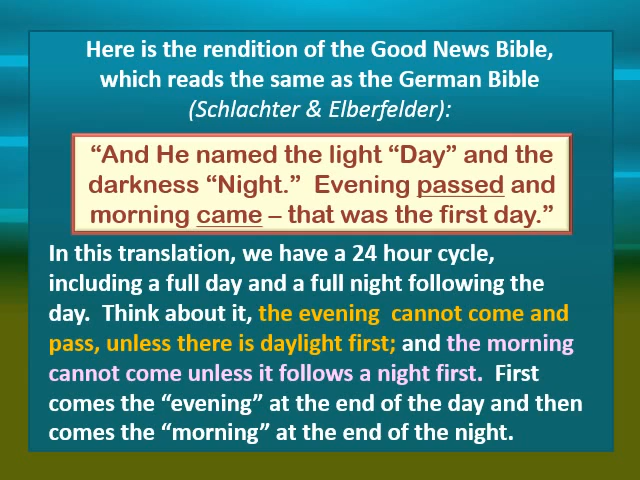 Here is the rendition of the Good News Bible,
which reads the same as the German Bible
(Schlachter & Elberfelder):
“And He named the light “Day” and the
darkness “Night.”  Evening passed and
morning came – that was the first day.”
In this translation, we have a 24 hour cycle,
including a full day and a full night following the
day.  Think about it, the evening  cannot come and
pass, unless there is daylight first; and the morning
cannot come unless it follows a night first.  First
comes the “evening” at the end of the day and then
comes the “morning” at the end of the night.